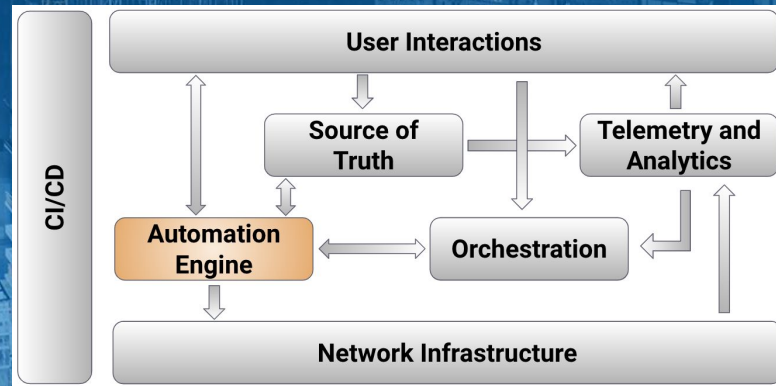 CI/CD
User Interactions
Source of
Truth
Telemetry and
Analytics
Automation
Engine
Orchestration
Network Infrastructure